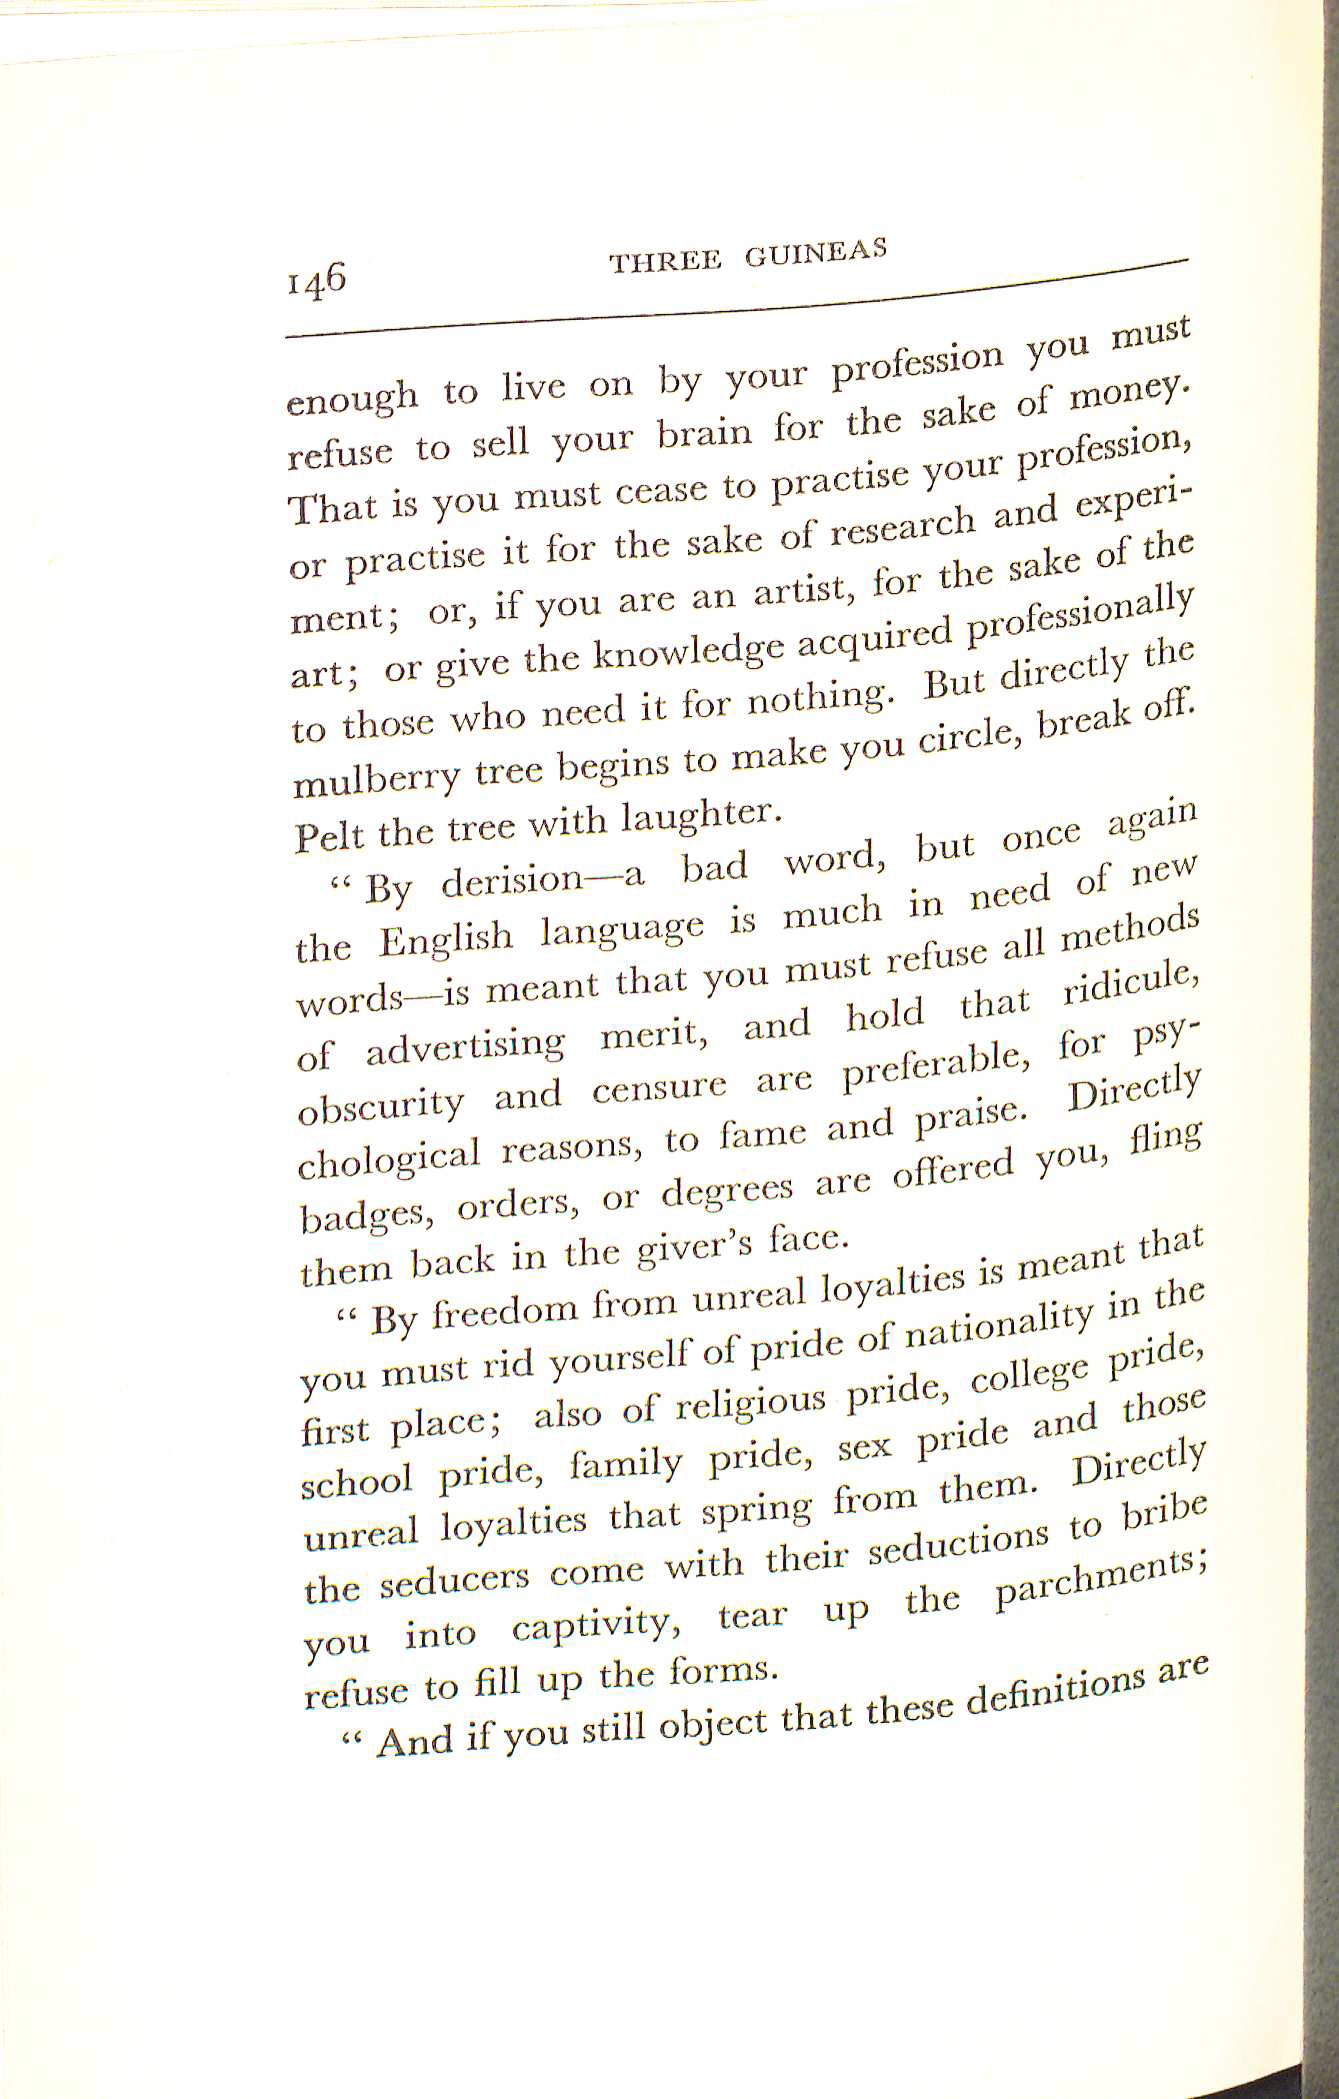 146 THREE GUINEAS
enough to live on by your profession you must
refuse to sell your brain for the sake of money.
That is you must cease to practise your profession,
or practise it for the sake of research and experi-
ment; or, if you are an artist, for the sake of the
art; or give the knowledge acquired professionally
to those who need it for nothing. But directly the
mulberry tree begins to make you circle, break off.
Pelt the tree with laughter.
“ By derision—a bad word, but once again
the English language is much in need of new
words—is meant that you must refuse all methods
of advertising merit, and hold that ridicule,
obscurity and censure are preferable, for psy-
chological reasons, to fame and praise. Directly
badges, orders, or degrees are offered you, fling
them back in the giver’s face.
“ By freedom from unreal loyalties is meant that
you must rid yourself of pride of nationality in the
first place; also of religious pride, college pride,
school pride, family pride, sex pride and those
unreal loyalties that spring from them. Directly
the seducers come with their seductions to bribe
you into captivity, tear up the parchments;
refuse to fill up the forms.
“ And if you still object that these definitions are